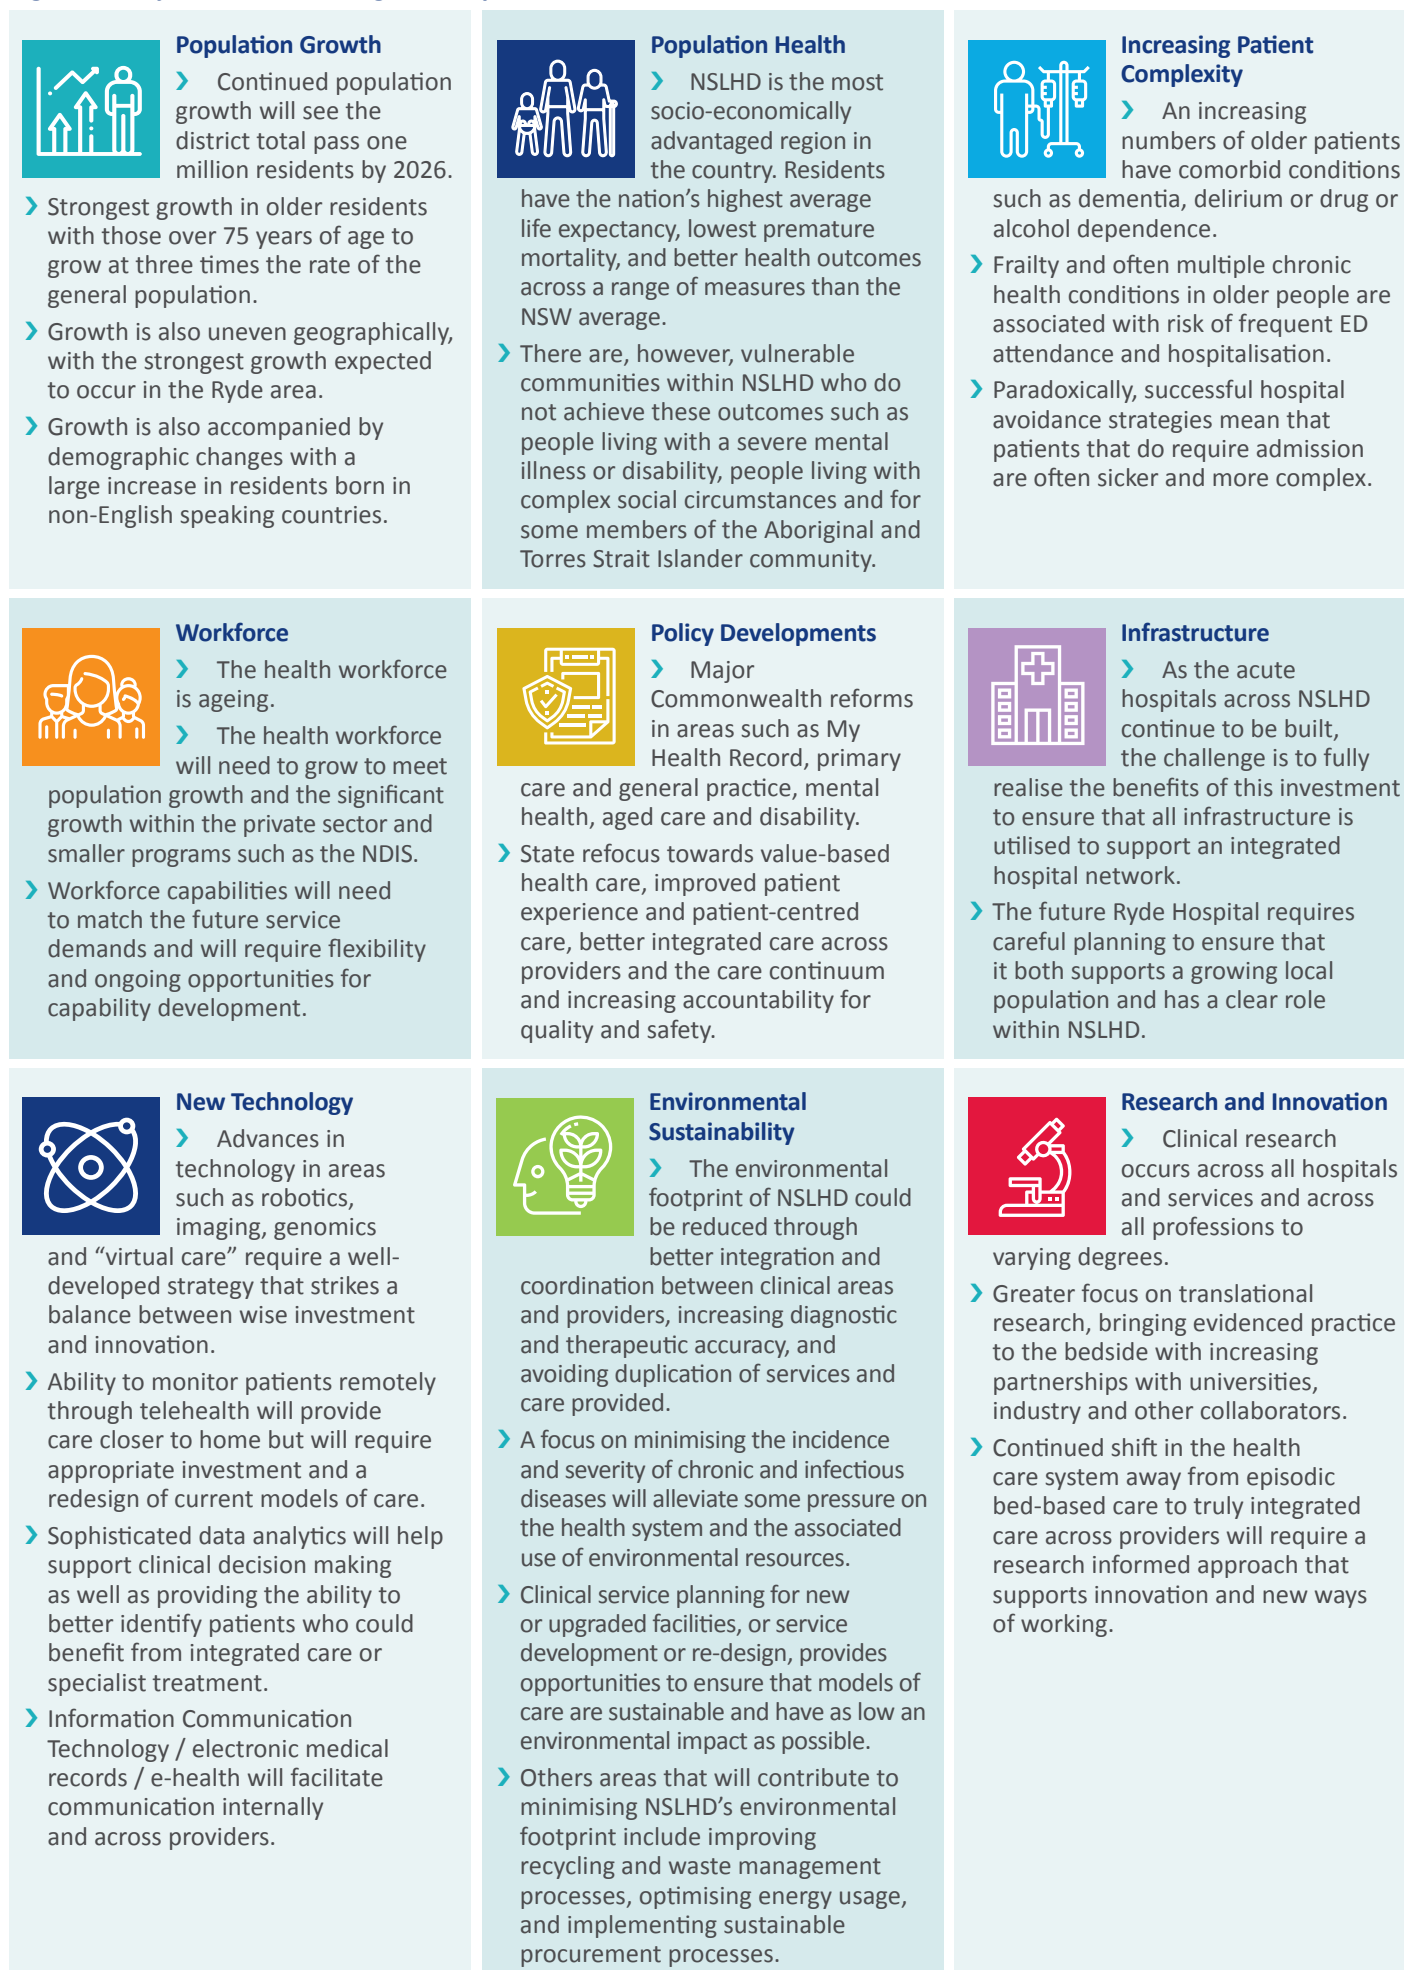 Population Growth
› Continued population
growth will see the
district total pass one
million residents by 2026.
› Strongest growth in older residents
with those over 75 years of age to
grow at three times the rate of the
general population.
› Growth is also uneven geographically,
with the strongest growth expected
to occur in the Ryde area.
› Growth is also accompanied by
demographic changes with a
large increase in residents born in
non-English speaking countries.
Population Health
› NSLHD is the most
socio-economically
advantaged region in
the country. Residents
have the nation’s highest average
life expectancy, lowest premature
mortality, and better health outcomes
across a range of measures than the
NSW average.
› There are, however, vulnerable
communities within NSLHD who do
not achieve these outcomes such as
people living with a severe mental
illness or disability, people living with
complex social circumstances and for
some members of the Aboriginal and
Torres Strait Islander community.
Increasing Patient
Complexity
› An increasing
numbers of older patients
have comorbid conditions
such as dementia, delirium or drug or
alcohol dependence.
› Frailty and often multiple chronic
health conditions in older people are
associated with risk of frequent ED
attendance and hospitalisation.
› Paradoxically, successful hospital
avoidance strategies mean that
patients that do require admission
are often sicker and more complex.
Workforce
› The health workforce
is ageing.
› The health workforce
will need to grow to meet
population growth and the significant
growth within the private sector and
smaller programs such as the NDIS.
› Workforce capabilities will need
to match the future service
demands and will require flexibility
and ongoing opportunities for
capability development.
Policy Developments
› Major
Commonwealth reforms
in areas such as My
Health Record, primary
care and general practice, mental
health, aged care and disability.
› State refocus towards value-based
health care, improved patient
experience and patient-centred
care, better integrated care across
providers and the care continuum
and increasing accountability for
quality and safety.
Infrastructure
› As the acute
hospitals across NSLHD
continue to be built,
the challenge is to fully
realise the benefits of this investment
to ensure that all infrastructure is
utilised to support an integrated
hospital network.
› The future Ryde Hospital requires
careful planning to ensure that
it both supports a growing local
population and has a clear role
within NSLHD.
New Technology
› Advances in
technology in areas
such as robotics,
imaging, genomics
and “virtual care” require a well-
developed strategy that strikes a
balance between wise investment
and innovation.
› Ability to monitor patients remotely
through telehealth will provide
care closer to home but will require
appropriate investment and a
redesign of current models of care.
› Sophisticated data analytics will help
support clinical decision making
as well as providing the ability to
better identify patients who could
benefit from integrated care or
specialist treatment.
› Information Communication
Technology / electronic medical
records / e-health will facilitate
communication internally
and across providers.
Environmental
Sustainability
› The environmental
footprint of NSLHD could
be reduced through
better integration and
coordination between clinical areas
and providers, increasing diagnostic
and therapeutic accuracy, and
avoiding duplication of services and
care provided.
› A focus on minimising the incidence
and severity of chronic and infectious
diseases will alleviate some pressure on
the health system and the associated
use of environmental resources.
› Clinical service planning for new
or upgraded facilities, or service
development or re-design, provides
opportunities to ensure that models of
care are sustainable and have as low an
environmental impact as possible.
› Others areas that will contribute to
minimising NSLHD’s environmental
footprint include improving
recycling and waste management
processes, optimising energy usage,
and implementing sustainable
procurement processes.
Research and Innovation
› Clinical research
occurs across all hospitals
and services and across
all professions to
varying degrees.
› Greater focus on translational
research, bringing evidenced practice
to the bedside with increasing
partnerships with universities,
industry and other collaborators.
› Continued shift in the health
care system away from episodic
bed-based care to truly integrated
care across providers will require a
research informed approach that
supports innovation and new ways
of working.